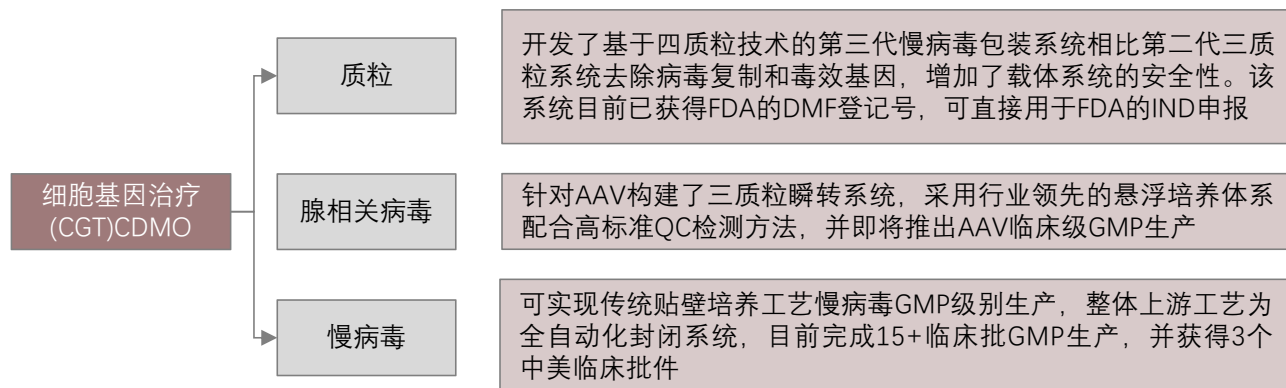 细胞基因治疗
(CGT)CDMO
质粒
开发了基于四质粒技术的第三代慢病毒包装系统相比第二代三质
粒系统去除病毒复制和毒效基因，增加了载体系统的安全性。该
系统目前已获得FDA的DMF登记号，可直接用于FDA的IND申报
腺相关病毒
针对AAV构建了三质粒瞬转系统，采用行业领先的悬浮培养体系
配合高标准QC检测方法，并即将推出AAV临床级GMP生产
慢病毒
可实现传统贴壁培养工艺慢病毒GMP级别生产，整体上游工艺为
全自动化封闭系统，目前完成15+临床批GMP生产，并获得3个
中美临床批件